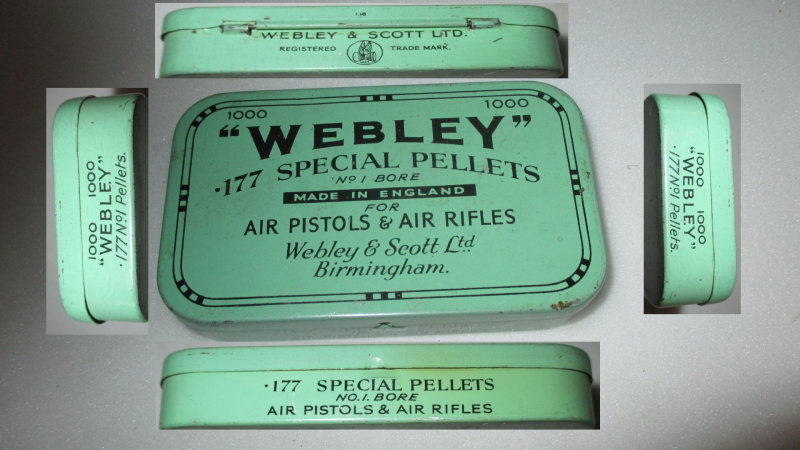 WEBLEY & SCOTT LTD.
REGISTERED TRADE MARK.
1000 1000
"WEBLEY"
·177 SPECIAL PELLETS
Nº 1 BORE
MADE IN ENGLAND
FOR
AIR PISTOLS & AIR RIFLES
Webley & Scott Ltd
Birmingham.
1000 1000
"WEBLEY"
·177 Nº1 Pellets.
1000 1000
"WEBLEY"
·177 Nº1 Pellets.
·177 SPECIAL PELLETS
NO.1. BORE
AIR PISTOLS & AIR RIFLES